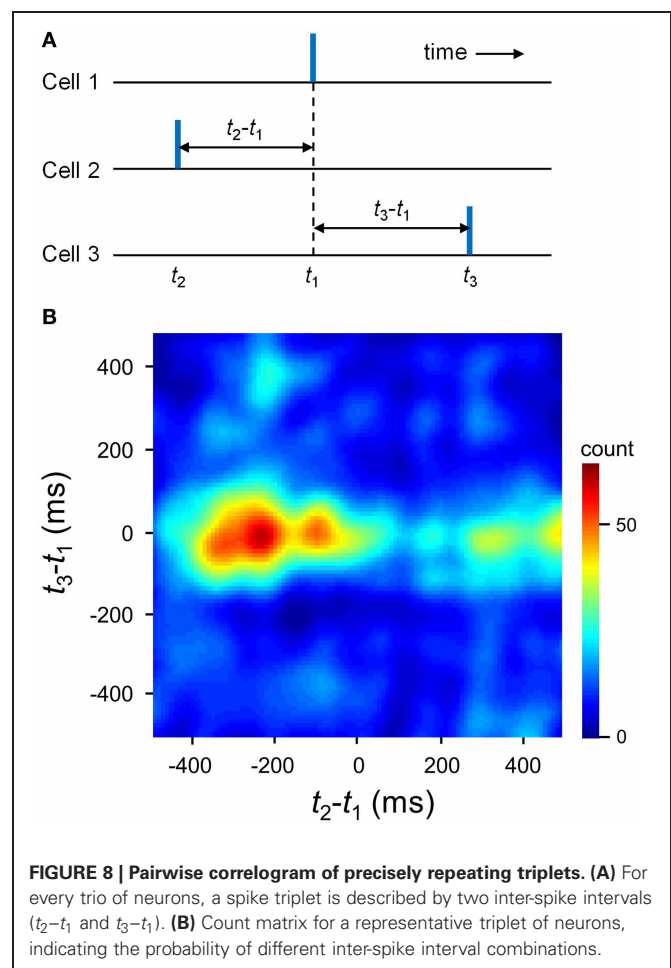 A
time
Cell 1
t2-t1
Cell 2
t3-t1
Cell 3
t2 t1 t3
B
400
200
0
-200
-400
t3-t1 (ms)
-400 -200 0 200 400
t2-t1 (ms)
count
50
0
FIGURE 8 | Pairwise correlogram of precisely repeating triplets. (A) For
every trio of neurons, a spike triplet is described by two inter-spike intervals
(t2–t1 and t3–t1). (B) Count matrix for a representative triplet of neurons,
indicating the probability of different inter-spike interval combinations.